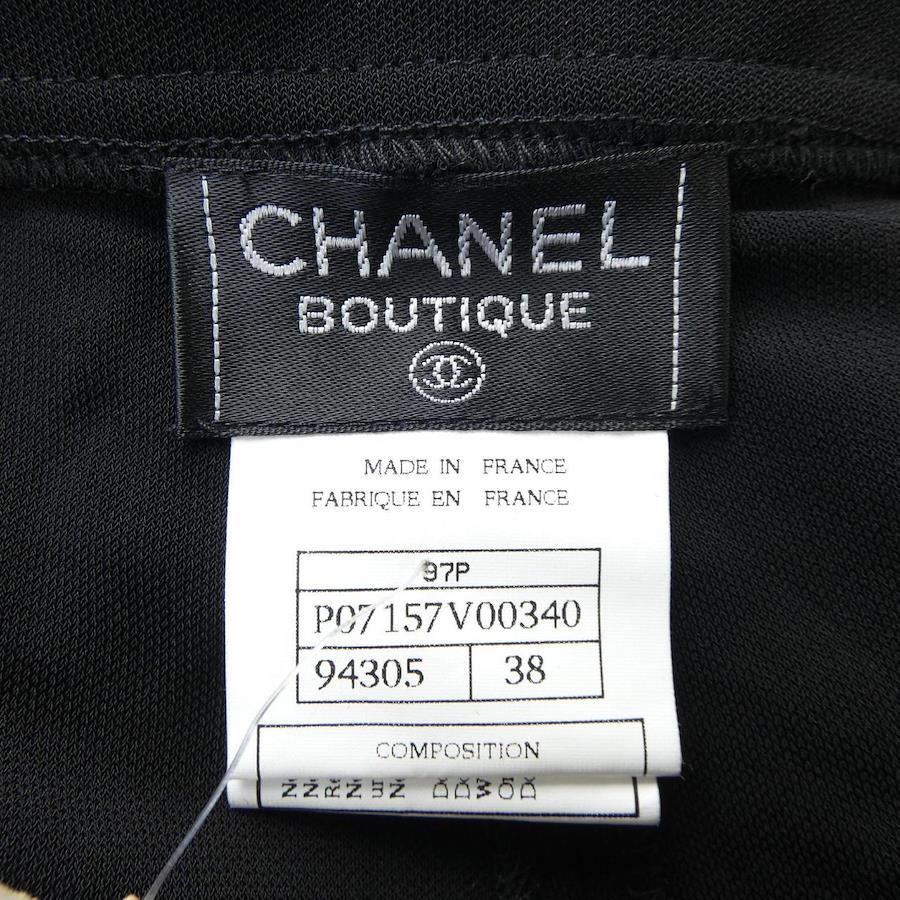 CHANEL
BOUTIQUE
MADE IN FRANCE
FABRIQUE EN FRANCE
97P
P07157V00340
94305 38
COMPOSITION